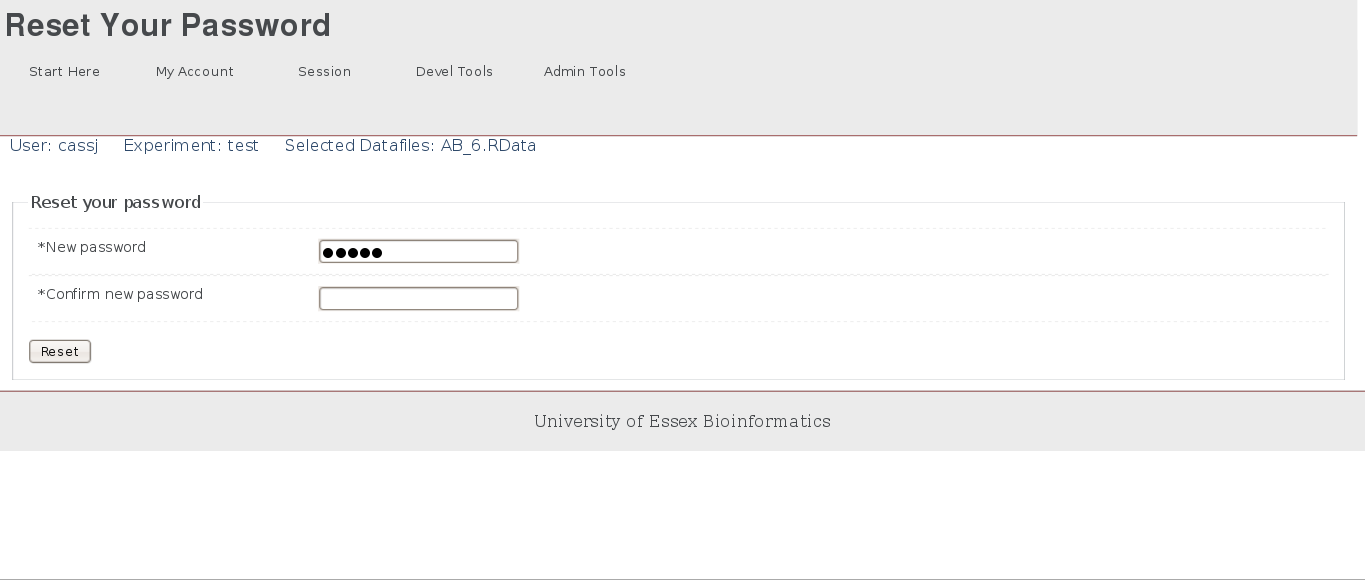 Reset Your Password
Start Here My Account Session Devel Tools Admin Tools
User: cassj Experiment: test Selected Datafiles: AB_6.RData
Reset your password
*New password ●●●●●
*Confirm new password
Reset
University of Essex Bioinformatics